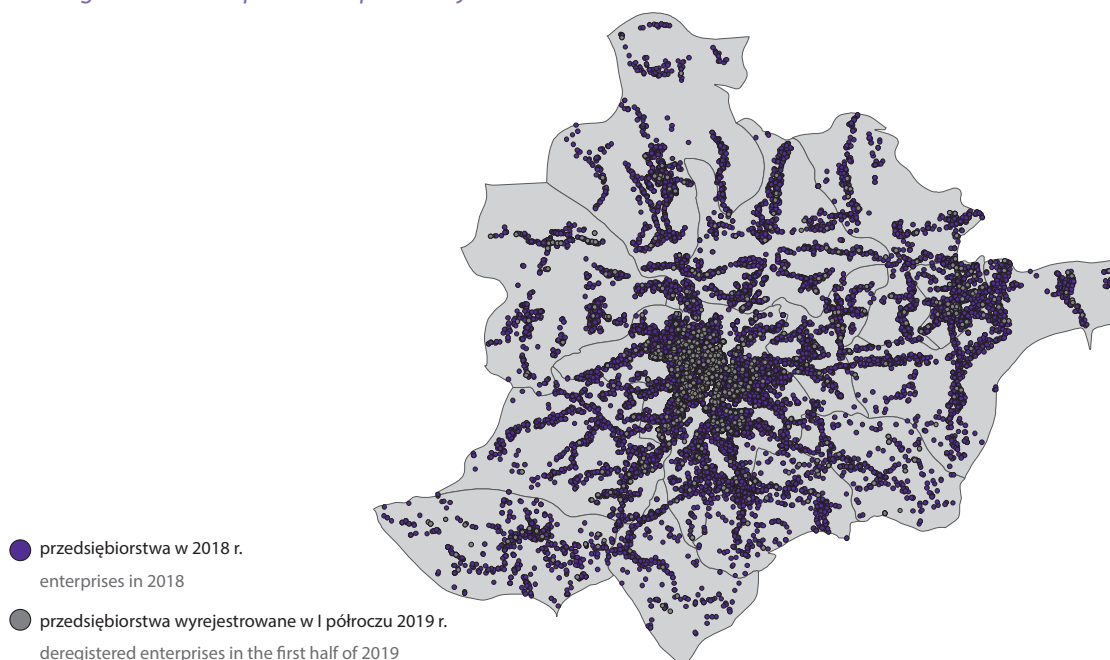 przedsiębiorstwa w 2018 r.
enterprises in 2018
przedsiębiorstwa wyrejestrowane w I półroczu 2019 r.
deregistered enterprises in the first half of 2019